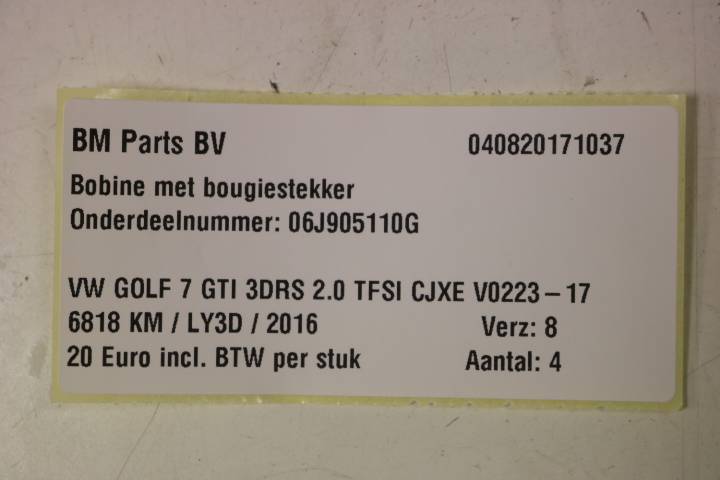 BM Parts BV 040820171037
Bobine met bougiestekker
Onderdeelnummer: 06J905110G
VW GOLF 7 GTI 3DRS 2.0 TFSI CJXE V0223-17
6818 KM / LY3D / 2016 Verz: 8
20 Euro incl. BTW per stuk Aantal: 4